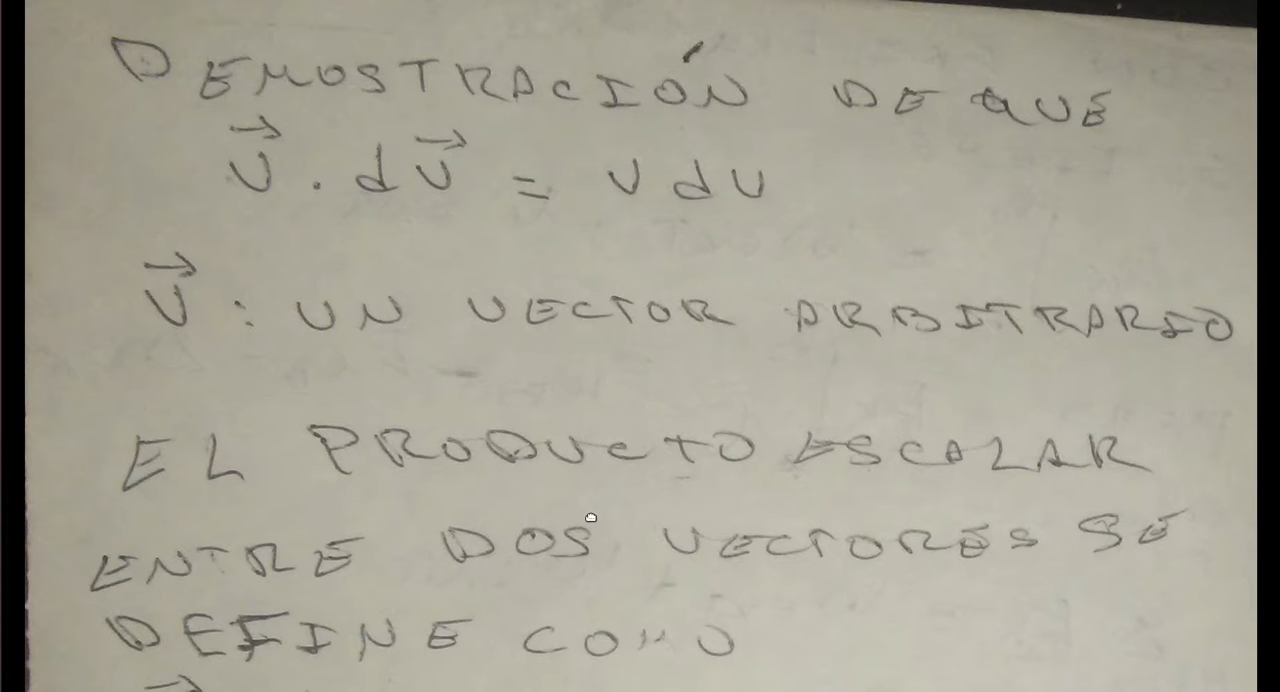 DEMOSTRACIÓN DE QUE
v⃗ . dv⃗ = v dv
v⃗ : UN VECTOR ARBITRARIO
EL PRODUCTO ESCALAR
ENTRE DOS VECTORES SE
DEFINE COMO